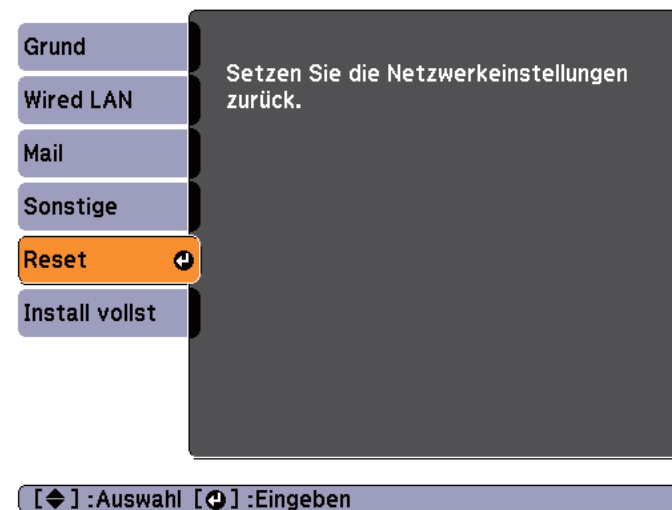 Grund
Wired LAN
Mail
Sonstige
Reset
Install vollst
Setzen Sie die Netzwerkeinstellungen
zurück.
[◆] :Auswahl [↵] :Eingeben